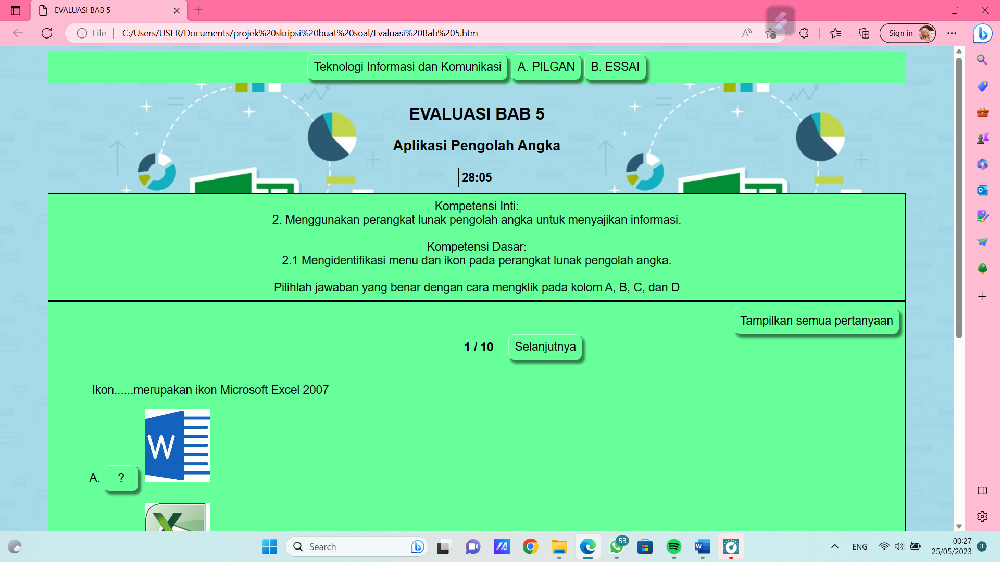 EVALUASI BAB 5
File
C:/Users/USER/Documents/projek%20skripsi%20buat%20soal/Evaluasi%20Bab%205.htm
Sign in
Teknologi Informasi dan Komunikasi
A. PILGAN
B. ESSAI
EVALUASI BAB 5
Aplikasi Pengolah Angka
28:05
Kompetensi Inti:
2. Menggunakan perangkat lunak pengolah angka untuk menyajikan informasi.
Kompetensi Dasar:
2.1 Mengidentifikasi menu dan ikon pada perangkat lunak pengolah angka.
Pilihlah jawaban yang benar dengan cara mengklik pada kolom A, B, C, dan D
Tampilkan semua pertanyaan
1 / 10
Selanjutnya
Ikon......merupakan ikon Microsoft Excel 2007
W
A. ?
X
Search
53
W
ENG
00:27
25/05/2023
3